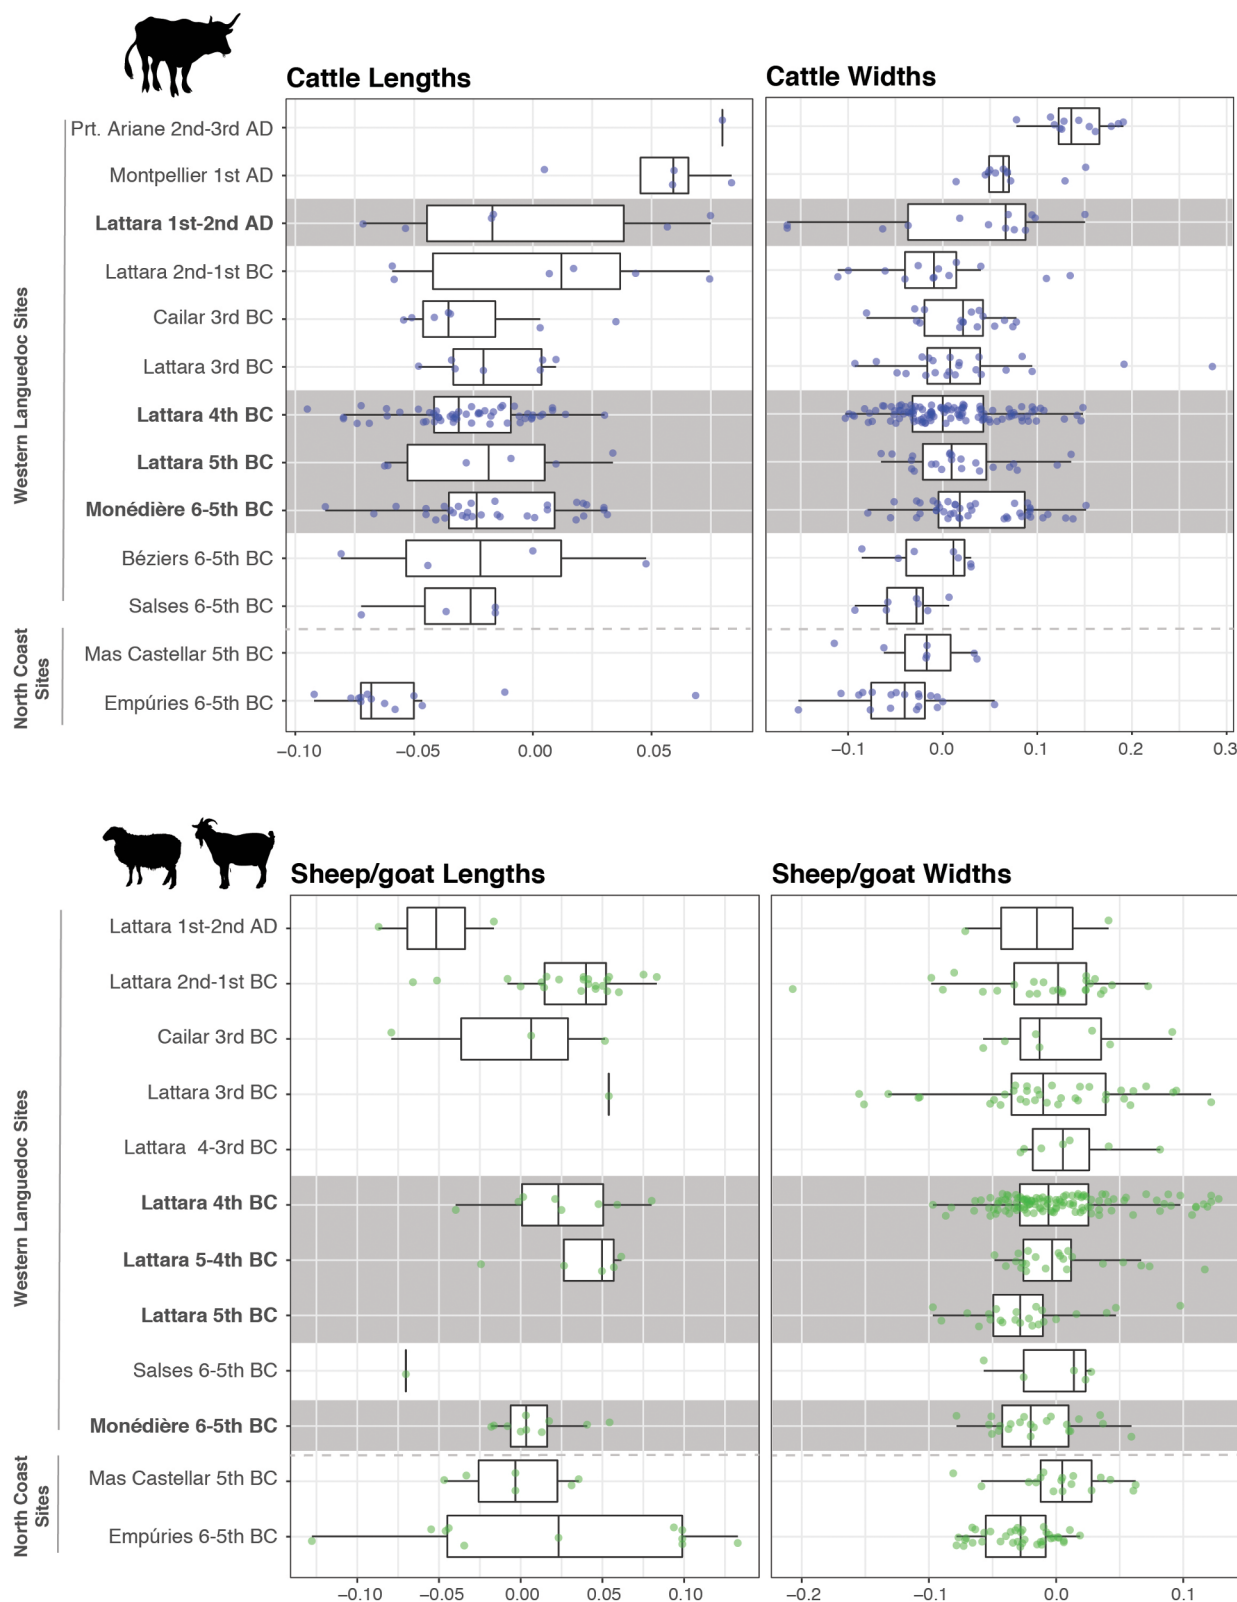 Cattle Lengths
Cattle Widths
Prt. Ariane 2nd-3rd AD
Montpellier 1st AD
Lattara 1st-2nd AD
Lattara 2nd-1st BC
Cailar 3rd BC
Lattara 3rd BC
Lattara 4th BC
Lattara 5th BC
Monédière 6-5th BC
Béziers 6-5th BC
Salses 6-5th BC
Mas Castellar 5th BC
Empúries 6-5th BC
Western Languedoc Sites
North Coast
Sites
−0.10 −0.05 0.00 0.05
−0.1 0.0 0.1 0.2 0.3
Sheep/goat Lengths
Sheep/goat Widths
Lattara 1st-2nd AD
Lattara 2nd-1st BC
Cailar 3rd BC
Lattara 3rd BC
Lattara 4-3rd BC
Lattara 4th BC
Lattara 5-4th BC
Lattara 5th BC
Salses 6-5th BC
Monédière 6-5th BC
Mas Castellar 5th BC
Empúries 6-5th BC
Western Languedoc Sites
North Coast
Sites
−0.10 −0.05 0.00 0.05 0.10
−0.2 −0.1 0.0 0.1